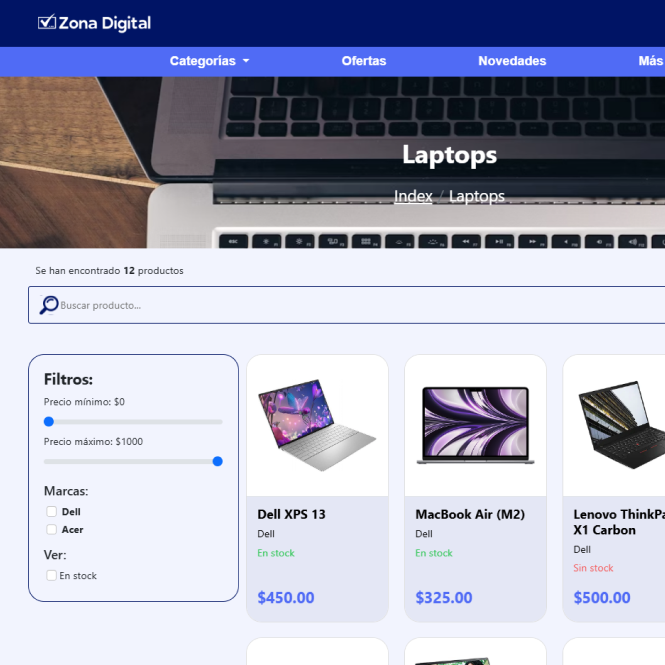 Zona Digital
Categorías
Ofertas
Novedades
Más
Laptops
Index / Laptops
Se han encontrado 12 productos
Buscar producto...
Filtros:
Precio mínimo: $0
Precio máximo: $1000
Marcas:
Dell
Acer
Ver:
En stock
Dell XPS 13
Dell
En stock
$450.00
MacBook Air (M2)
Dell
En stock
$325.00
Lenovo ThinkPa
X1 Carbon
Dell
Sin stock
$500.00